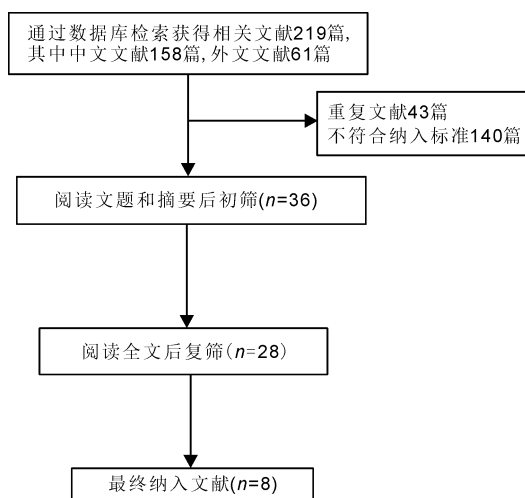 通过数据库检索获得相关文献219篇,
其中中文文献158篇,外文文献61篇
重复文献43篇
不符合纳入标准140篇
阅读文题和摘要后初筛(n=36)
阅读全文后复筛(n=28)
最终纳入文献(n=8)